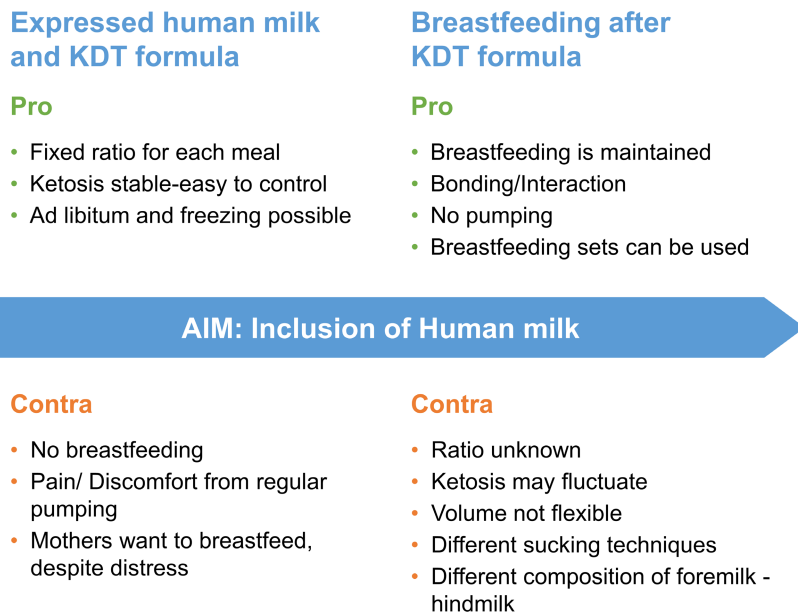 Expressed human milk
and KDT formula
Pro
• Fixed ratio for each meal
• Ketosis stable-easy to control
• Ad libitum and freezing possible
Breastfeeding after
KDT formula
Pro
• Breastfeeding is maintained
• Bonding/Interaction
• No pumping
• Breastfeeding sets can be used
AIM: Inclusion of Human milk
Contra
• No breastfeeding
• Pain/ Discomfort from regular
pumping
• Mothers want to breastfeed,
despite distress
Contra
• Ratio unknown
• Ketosis may fluctuate
• Volume not flexible
• Different sucking techniques
• Different composition of foremilk -
hindmilk